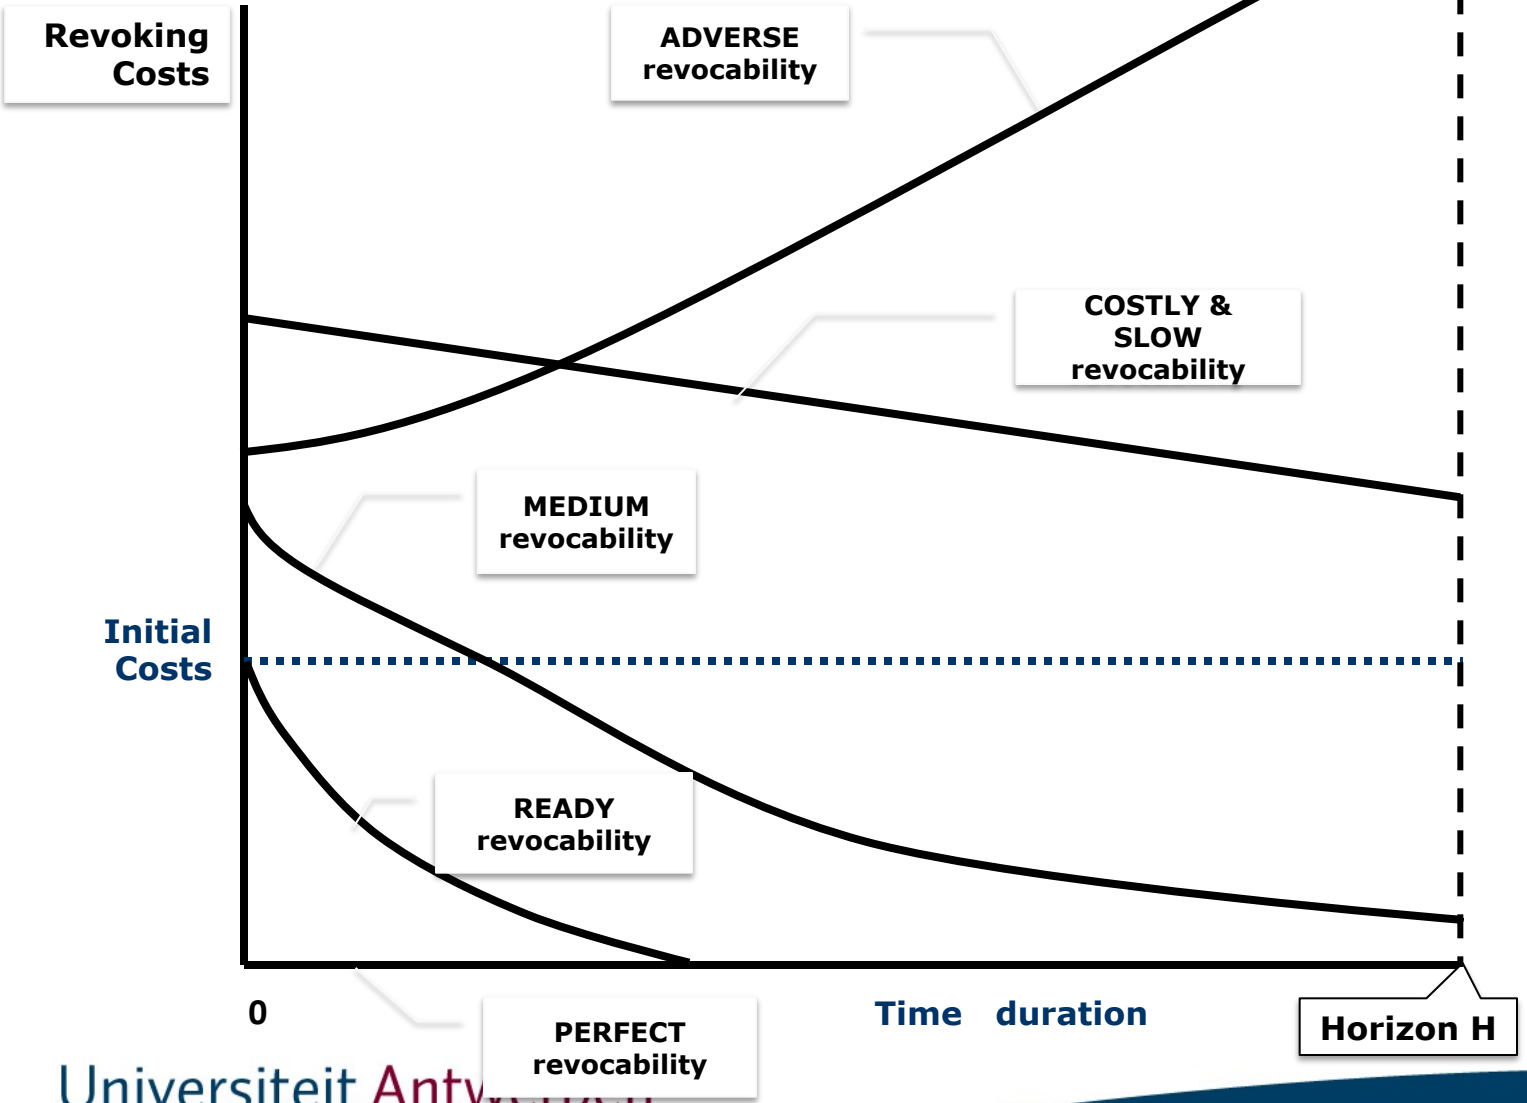 Revoking
Costs
ADVERSE
revocability
COSTLY &
SLOW
revocability
MEDIUM
revocability
Initial
Costs
READY
revocability
0
Time duration
Horizon H
PERFECT
revocability
Universiteit